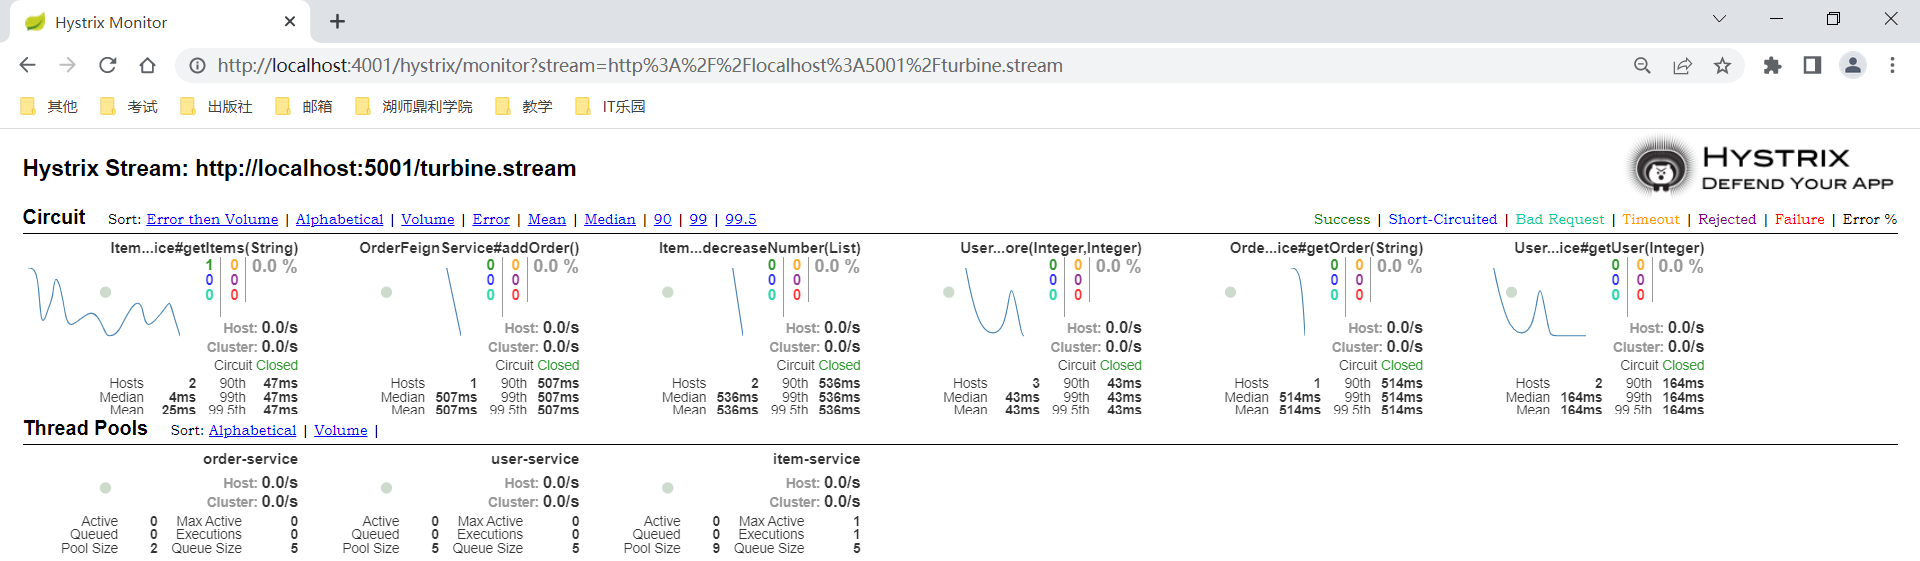 Hystrix Monitor
http://localhost:4001/hystrix/monitor?stream=http%3A%2F%2Flocalhost%3A5001%2Fturbine.stream
其他 考试 出版社 邮箱 湖师鼎利学院 教学 IT乐园
Hystrix Stream: http://localhost:5001/turbine.stream
HYSTRIX
DEFEND YOUR APP
Circuit Sort: Error then Volume | Alphabetical | Volume | Error | Mean | Median | 90 | 99 | 99.5
Success | Short-Circuited | Bad Request | Timeout | Rejected | Failure | Error %
Item...ice#getItems(String)
1 0 0.0 %
0 0
0 0
Host: 0.0/s
Cluster: 0.0/s
Circuit Closed
Hosts 2 90th 47ms
Median 4ms 99th 47ms
Mean 25ms 99.5th 47ms
OrderFeignService#addOrder()
0 0 0.0 %
0 0
0 0
Host: 0.0/s
Cluster: 0.0/s
Circuit Closed
Hosts 1 90th 507ms
Median 507ms 99th 507ms
Mean 507ms 99.5th 507ms
Item...decreaseNumber(List)
0 0 0.0 %
0 0
0 0
Host: 0.0/s
Cluster: 0.0/s
Circuit Closed
Hosts 2 90th 536ms
Median 536ms 99th 536ms
Mean 536ms 99.5th 536ms
User...ore(Integer,Integer)
0 0 0.0 %
0 0
0 0
Host: 0.0/s
Cluster: 0.0/s
Circuit Closed
Hosts 3 90th 43ms
Median 43ms 99th 43ms
Mean 43ms 99.5th 43ms
Orde...ice#getOrder(String)
0 0 0.0 %
0 0
0 0
Host: 0.0/s
Cluster: 0.0/s
Circuit Closed
Hosts 1 90th 514ms
Median 514ms 99th 514ms
Mean 514ms 99.5th 514ms
User...ice#getUser(Integer)
0 0 0.0 %
0 0
0 0
Host: 0.0/s
Cluster: 0.0/s
Circuit Closed
Hosts 2 90th 164ms
Median 164ms 99th 164ms
Mean 164ms 99.5th 164ms
Thread Pools Sort: Alphabetical | Volume |
order-service
Host: 0.0/s
Cluster: 0.0/s
Active 0 Max Active 0
Queued 0 Executions 0
Pool Size 2 Queue Size 5
user-service
Host: 0.0/s
Cluster: 0.0/s
Active 0 Max Active 0
Queued 0 Executions 0
Pool Size 5 Queue Size 5
item-service
Host: 0.0/s
Cluster: 0.0/s
Active 0 Max Active 1
Queued 0 Executions 1
Pool Size 9 Queue Size 5